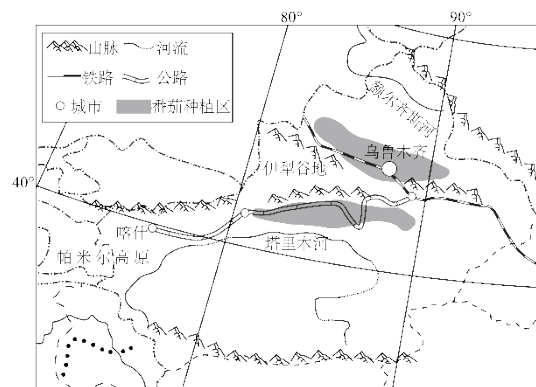 80°
90°
山脉 河流
铁路 公路
城市 番茄种植区
额尔齐斯河
乌鲁木齐
伊犁谷地
40°
喀什
塔里木河
帕米尔高原